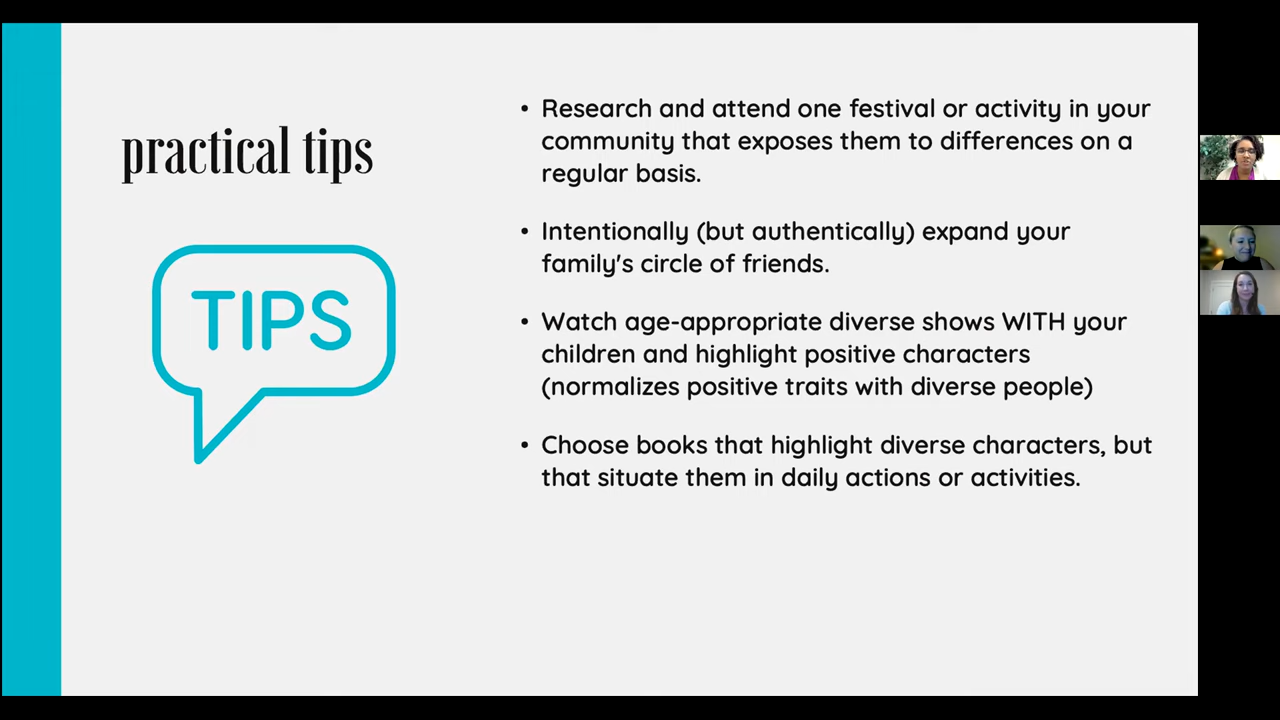 practical tips
TIPS
• Research and attend one festival or activity in your
community that exposes them to differences on a
regular basis.
• Intentionally (but authentically) expand your
family's circle of friends.
• Watch age-appropriate diverse shows WITH your
children and highlight positive characters
(normalizes positive traits with diverse people)
• Choose books that highlight diverse characters, but
that situate them in daily actions or activities.